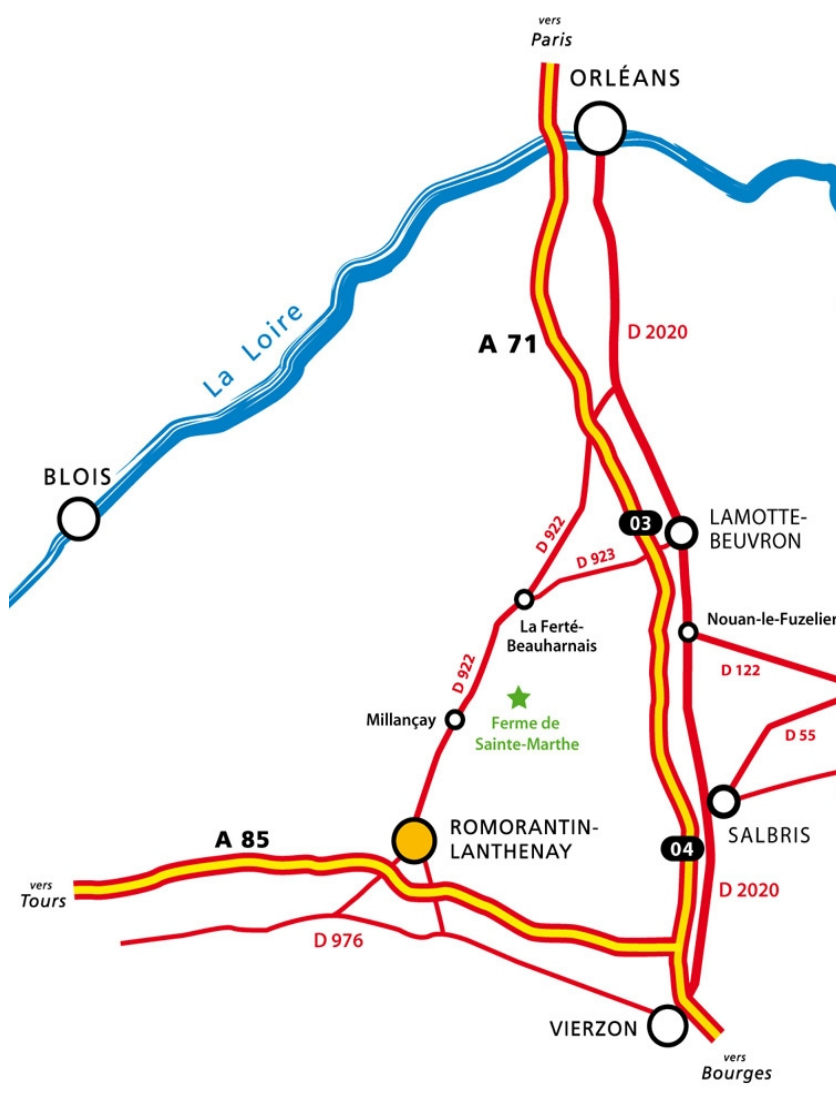 vers
Paris
ORLÉANS
La Loire
A 71
D 2020
BLOIS
03
LAMOTTE-
BEUVRON
D 922
D 923
La Ferté-
Beauharnais
Nouan-le-Fuzelier
D 122
D 922
Millançay
Ferme de
Sainte-Marthe
D 55
ROMORANTIN-
LANTHENAY
SALBRIS
A 85
04
vers
Tours
D 2020
D 976
VIERZON
vers
Bourges